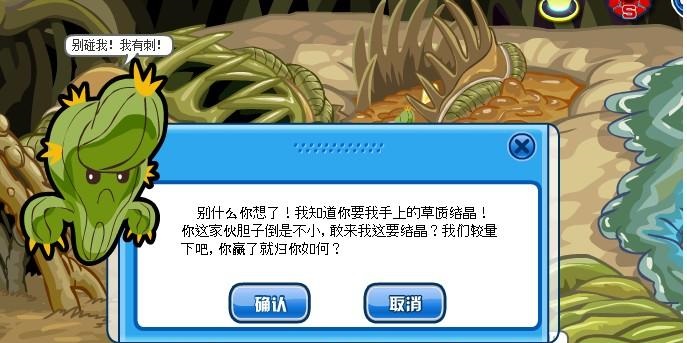 别碰我！我有刺！
S
别什么你想了！我知道你要我手上的草质结晶！
你这家伙胆子倒是不小，敢来我这要结晶？我们较量
下吧，你赢了就归你如何？
确认
取消